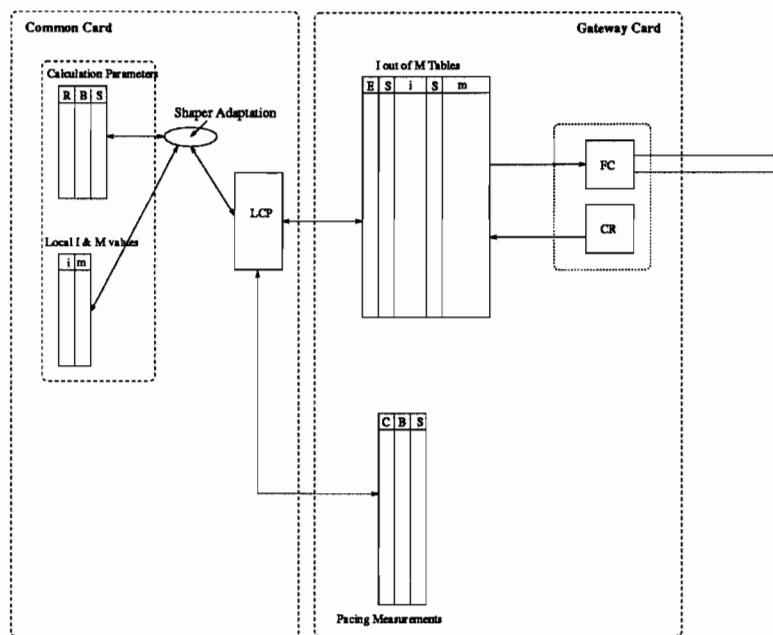 Common Card
Gateway Card
Calculation Parameters
R B S
Shaper Adaptation
I out of M Tables
E S i S m
FC
LCP
CR
Local I & M values
i m
C B S
Pacing Measurements